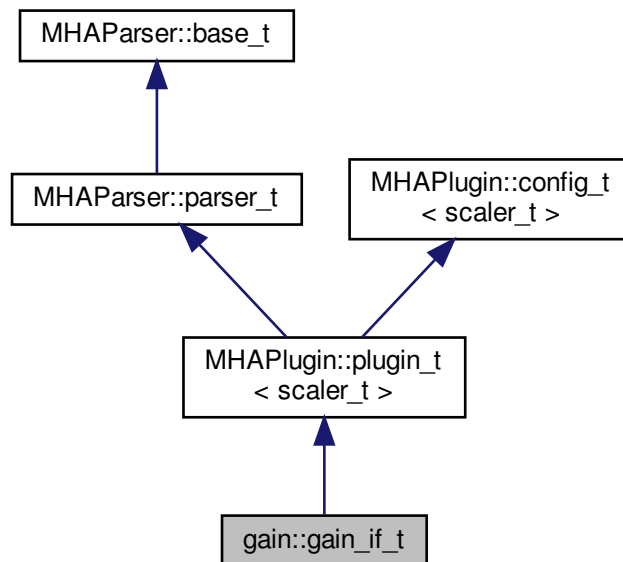 MHAParser::base_t
MHAParser::parser_t
MHAPlugin::config_t
< scaler_t >
MHAPlugin::plugin_t
< scaler_t >
gain::gain_if_t